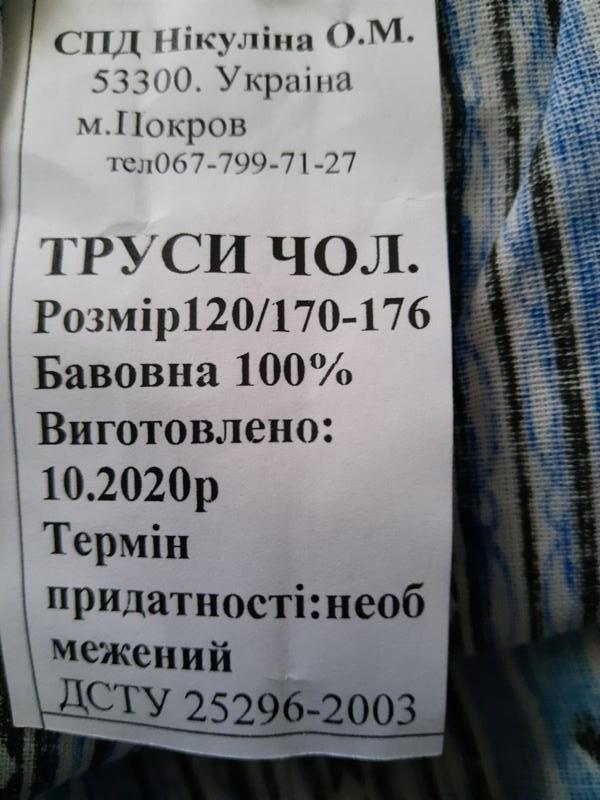 СПД Нікуліна О.М.
53300. Україна
м.Покров
тел067-799-71-27
ТРУСИ ЧОЛ.
Розмір120/170-176
Бавовна 100%
Виготовлено:
10.2020р
Термін
придатності:необ
межений
ДСТУ 25296-2003